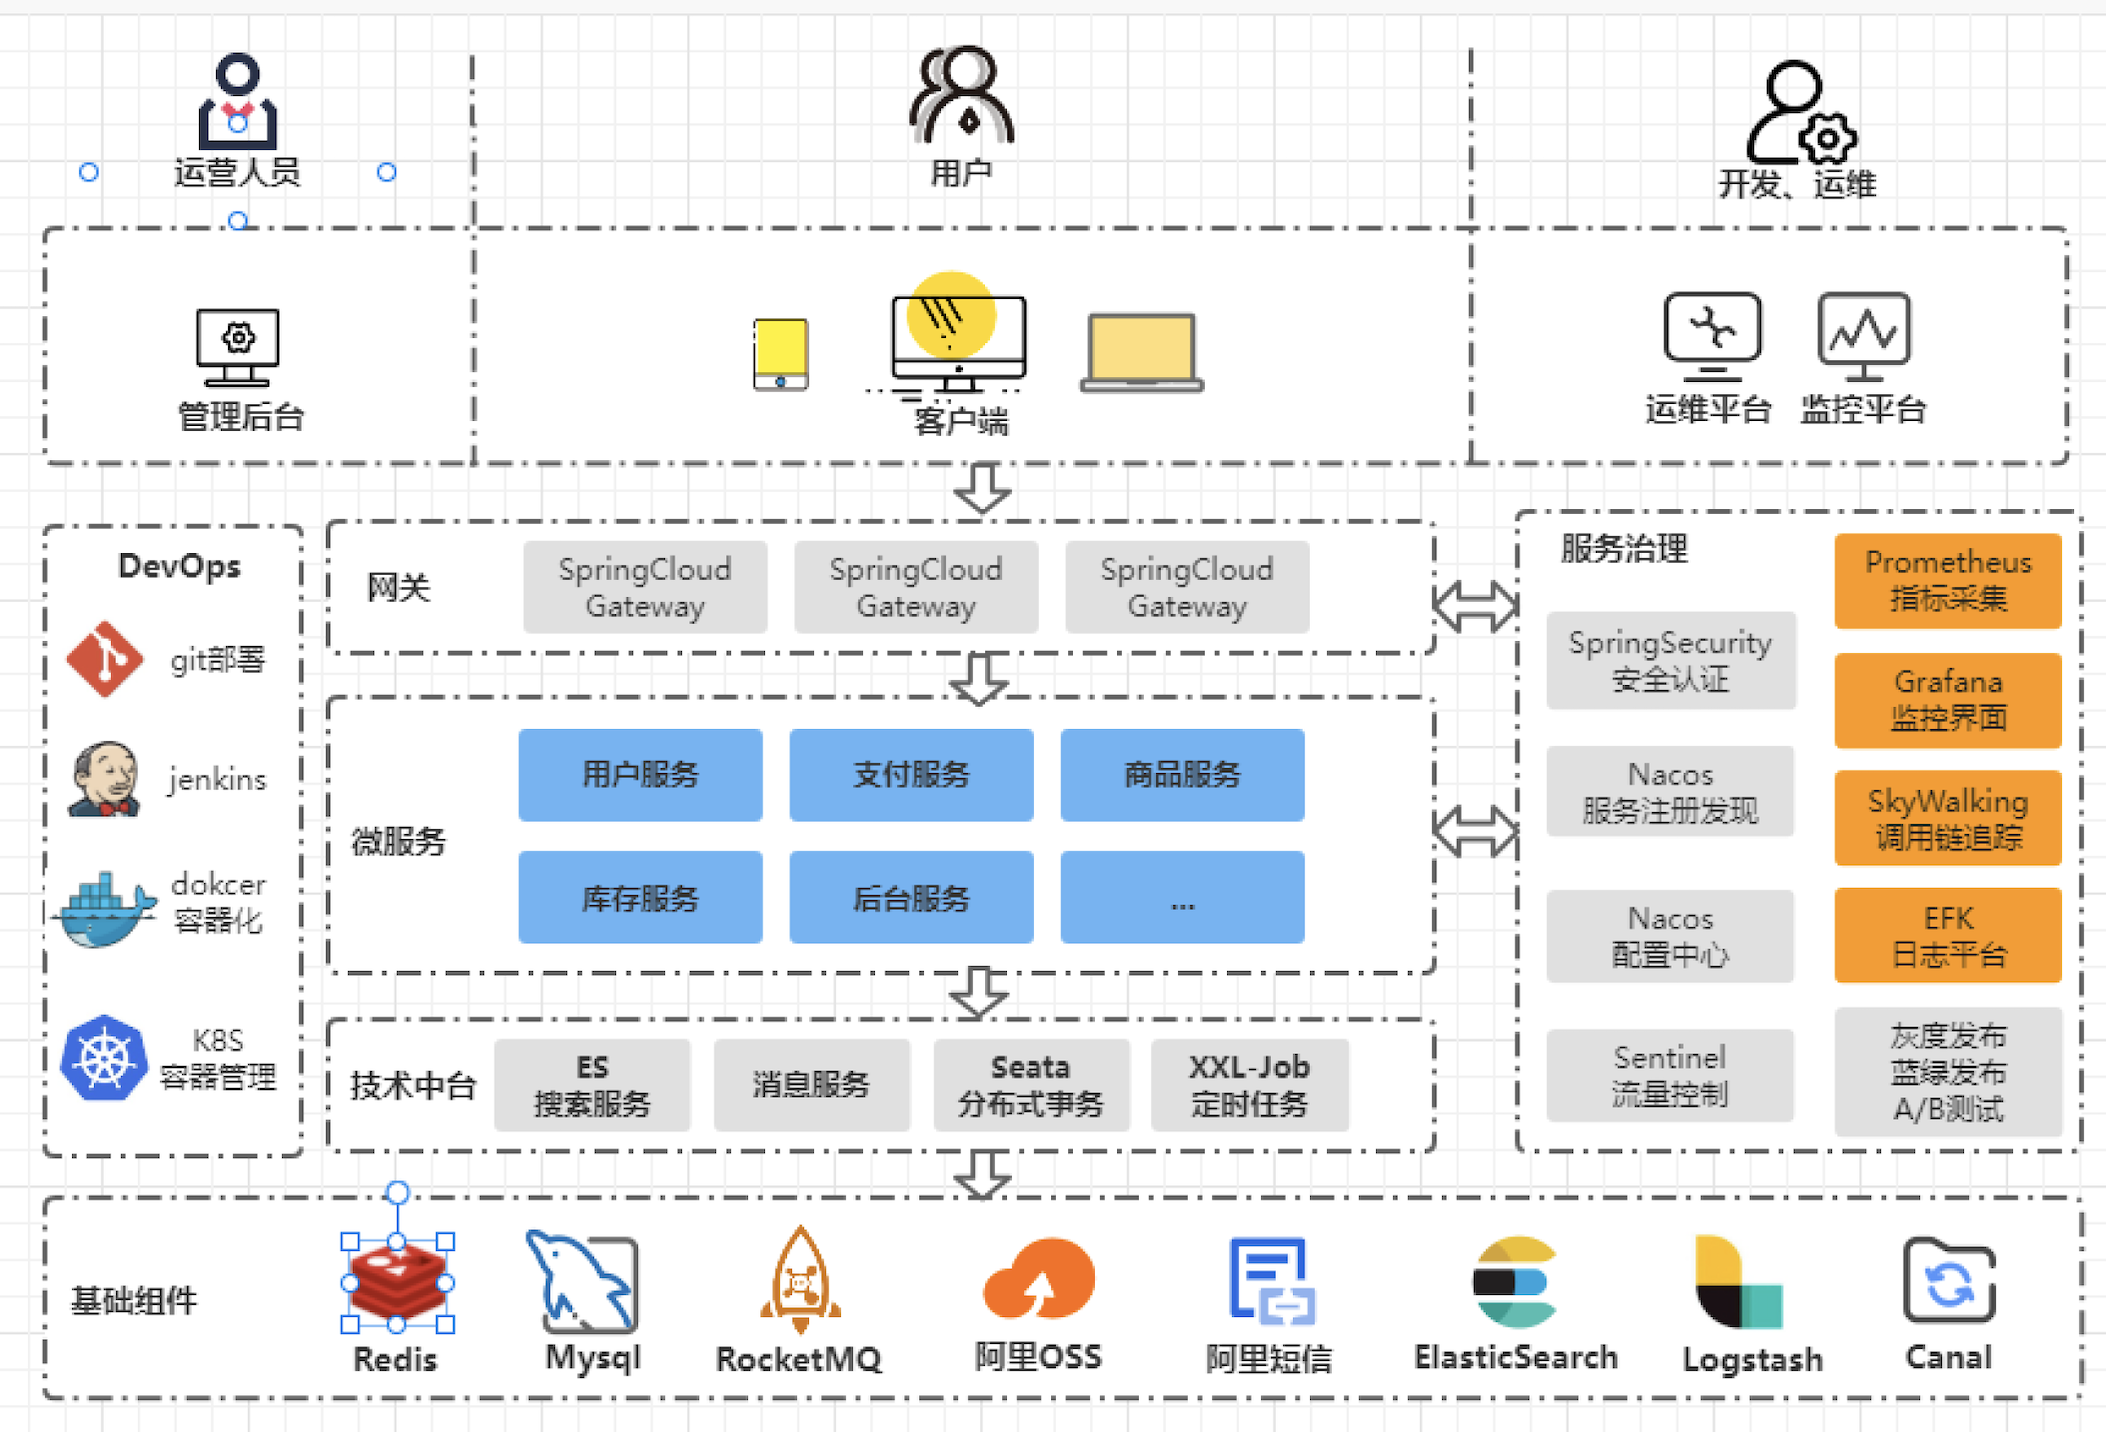 运营人员
用户
开发、运维
管理后台
客户端
运维平台
监控平台
DevOps
git部署
jenkins
dokcer
容器化
K8S
容器管理
网关
SpringCloud
Gateway
SpringCloud
Gateway
SpringCloud
Gateway
微服务
用户服务
支付服务
商品服务
库存服务
后台服务
...
技术中台
ES
搜索服务
消息服务
Seata
分布式事务
XXL-Job
定时任务
服务治理
SpringSecurity
安全认证
Nacos
服务注册发现
Nacos
配置中心
Sentinel
流量控制
Prometheus
指标采集
Grafana
监控界面
SkyWalking
调用链追踪
EFK
日志平台
灰度发布
蓝绿发布
A/B测试
基础组件
Redis
Mysql
RocketMQ
阿里OSS
阿里短信
ElasticSearch
Logstash
Canal